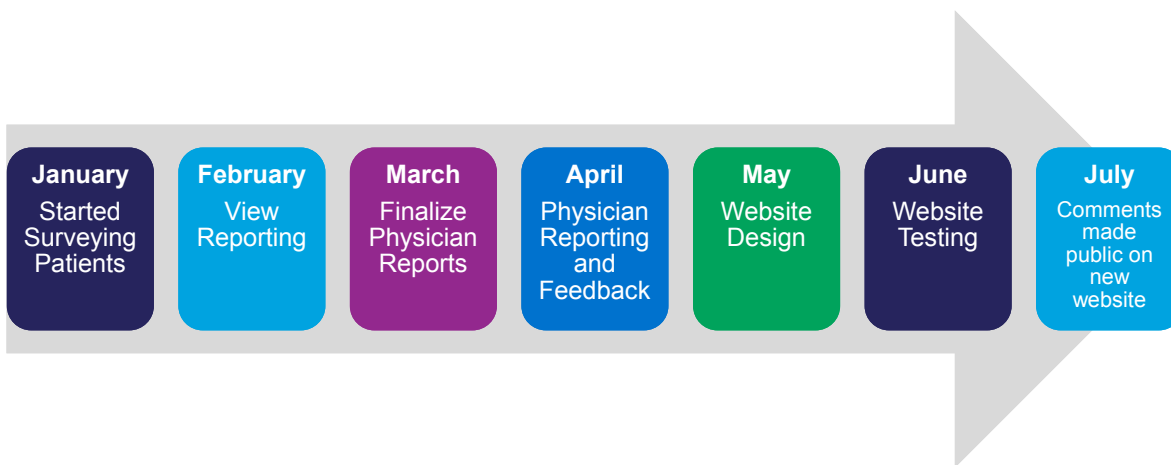 January
Started
Surveying
Patients
February
View
Reporting
March
Finalize
Physician
Reports
April
Physician
Reporting
and
Feedback
May
Website
Design
June
Website
Testing
July
Comments
made
public on
new
website